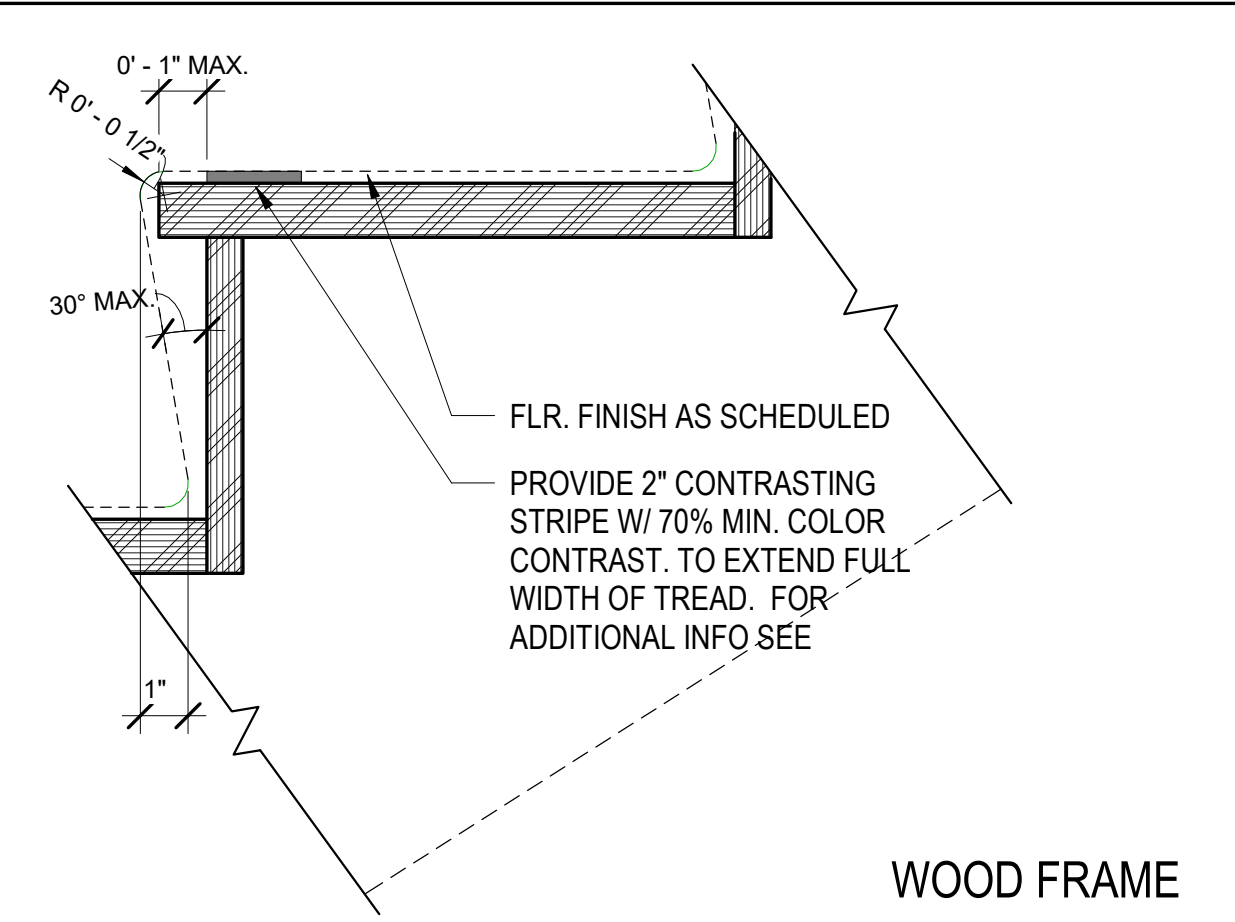 0' - 1" MAX.
R 0' - 0 1/2"
30° MAX.
FLR. FINISH AS SCHEDULED
PROVIDE 2" CONTRASTING
STRIPE W/ 70% MIN. COLOR
CONTRAST. TO EXTEND FULL
WIDTH OF TREAD. FOR
ADDITIONAL INFO SEE
1"
WOOD FRAME